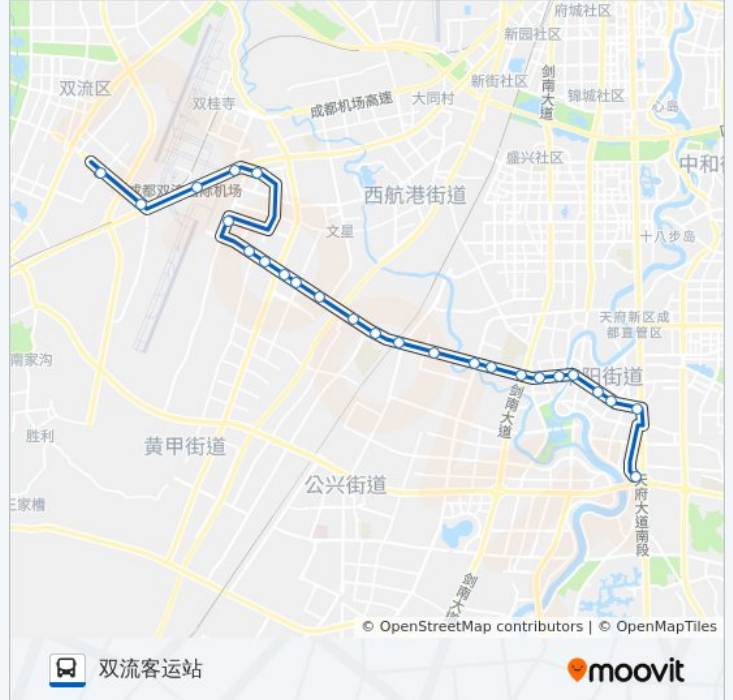 府城社区
新园社区
双流区
新街社区
剑南大道
锦城社区
双桂寺
成都机场高速
大同村
心岛
盛兴社区
中和街
成都双流国际机场
西航港街道
文星
十八步岛
天府新区成
都直管区
南家沟
阳街道
剑南大道
胜利
黄甲街道
公兴街道
王家槽
天府大道南段
剑南大道
© OpenStreetMap contributors | © OpenMapTiles
双流客运站
moovit